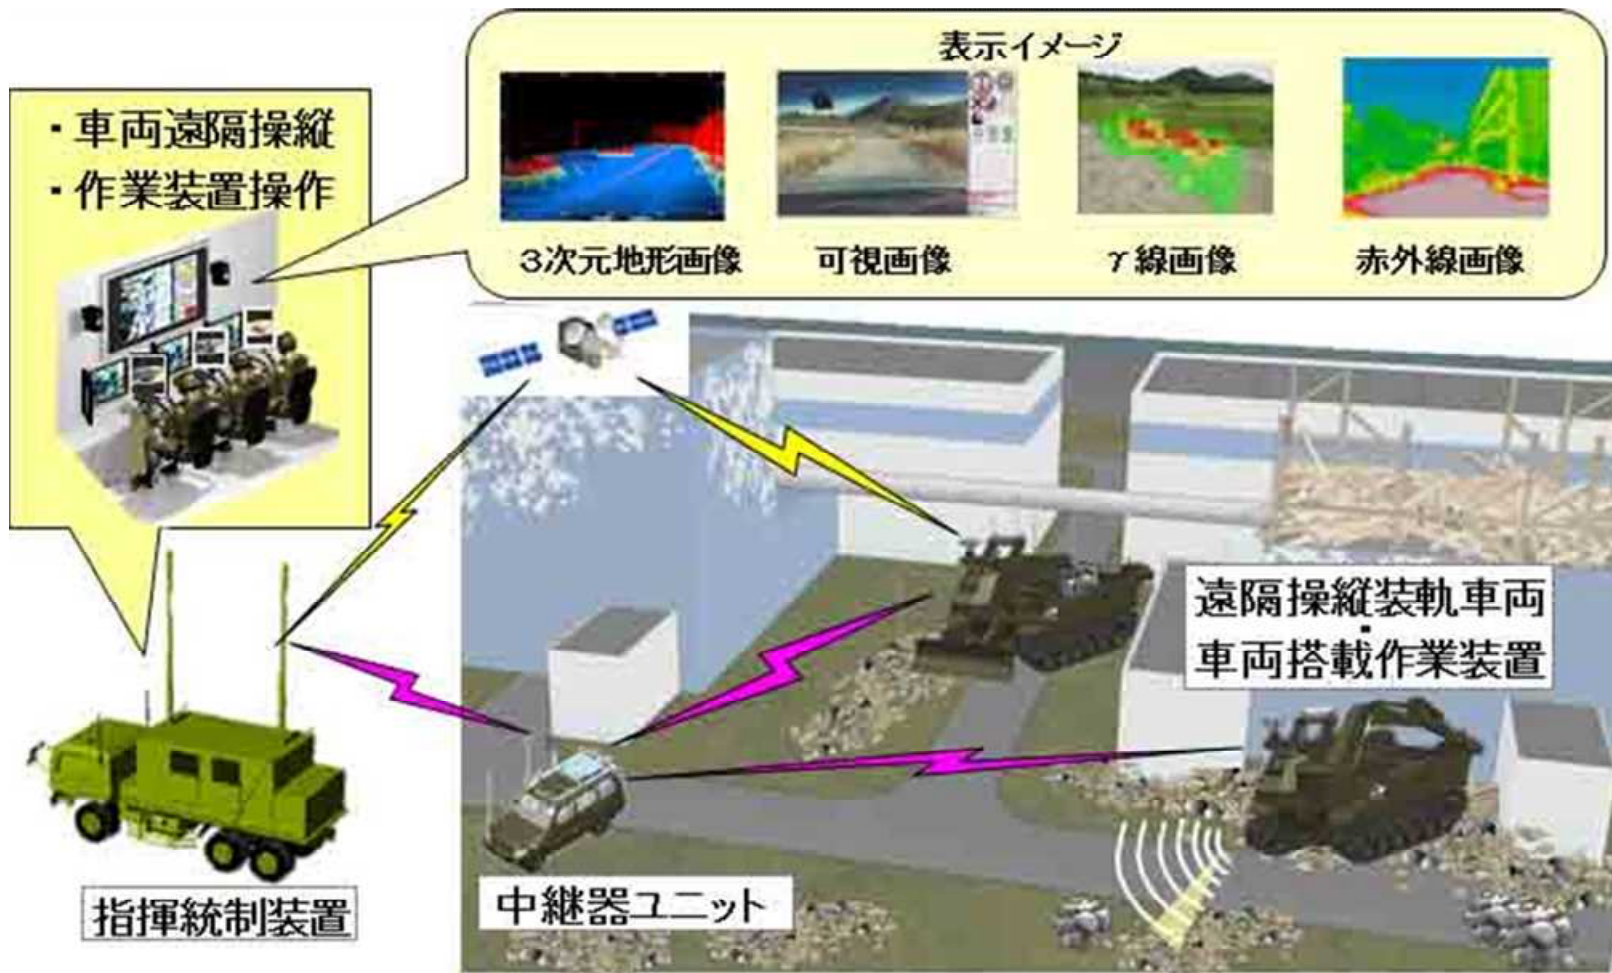 表示イメージ
・車両遠隔操縦
・作業装置操作
3次元地形画像
可視画像
γ線画像
赤外線画像
遠隔操縦装軌車両
・
車両搭載作業装置
中継器ユニット
指揮統制装置